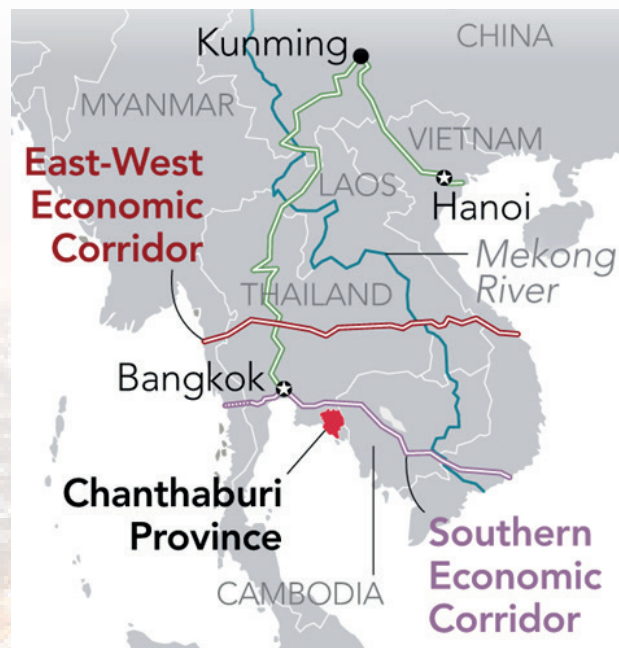 Kunming
CHINA
MYANMAR
VIETNAM
East-West
Economic
Corridor
LAOS
Hanoi
Mekong
River
THAILAND
Bangkok
Chanthaburi
Province
Southern
Economic
Corridor
CAMBODIA